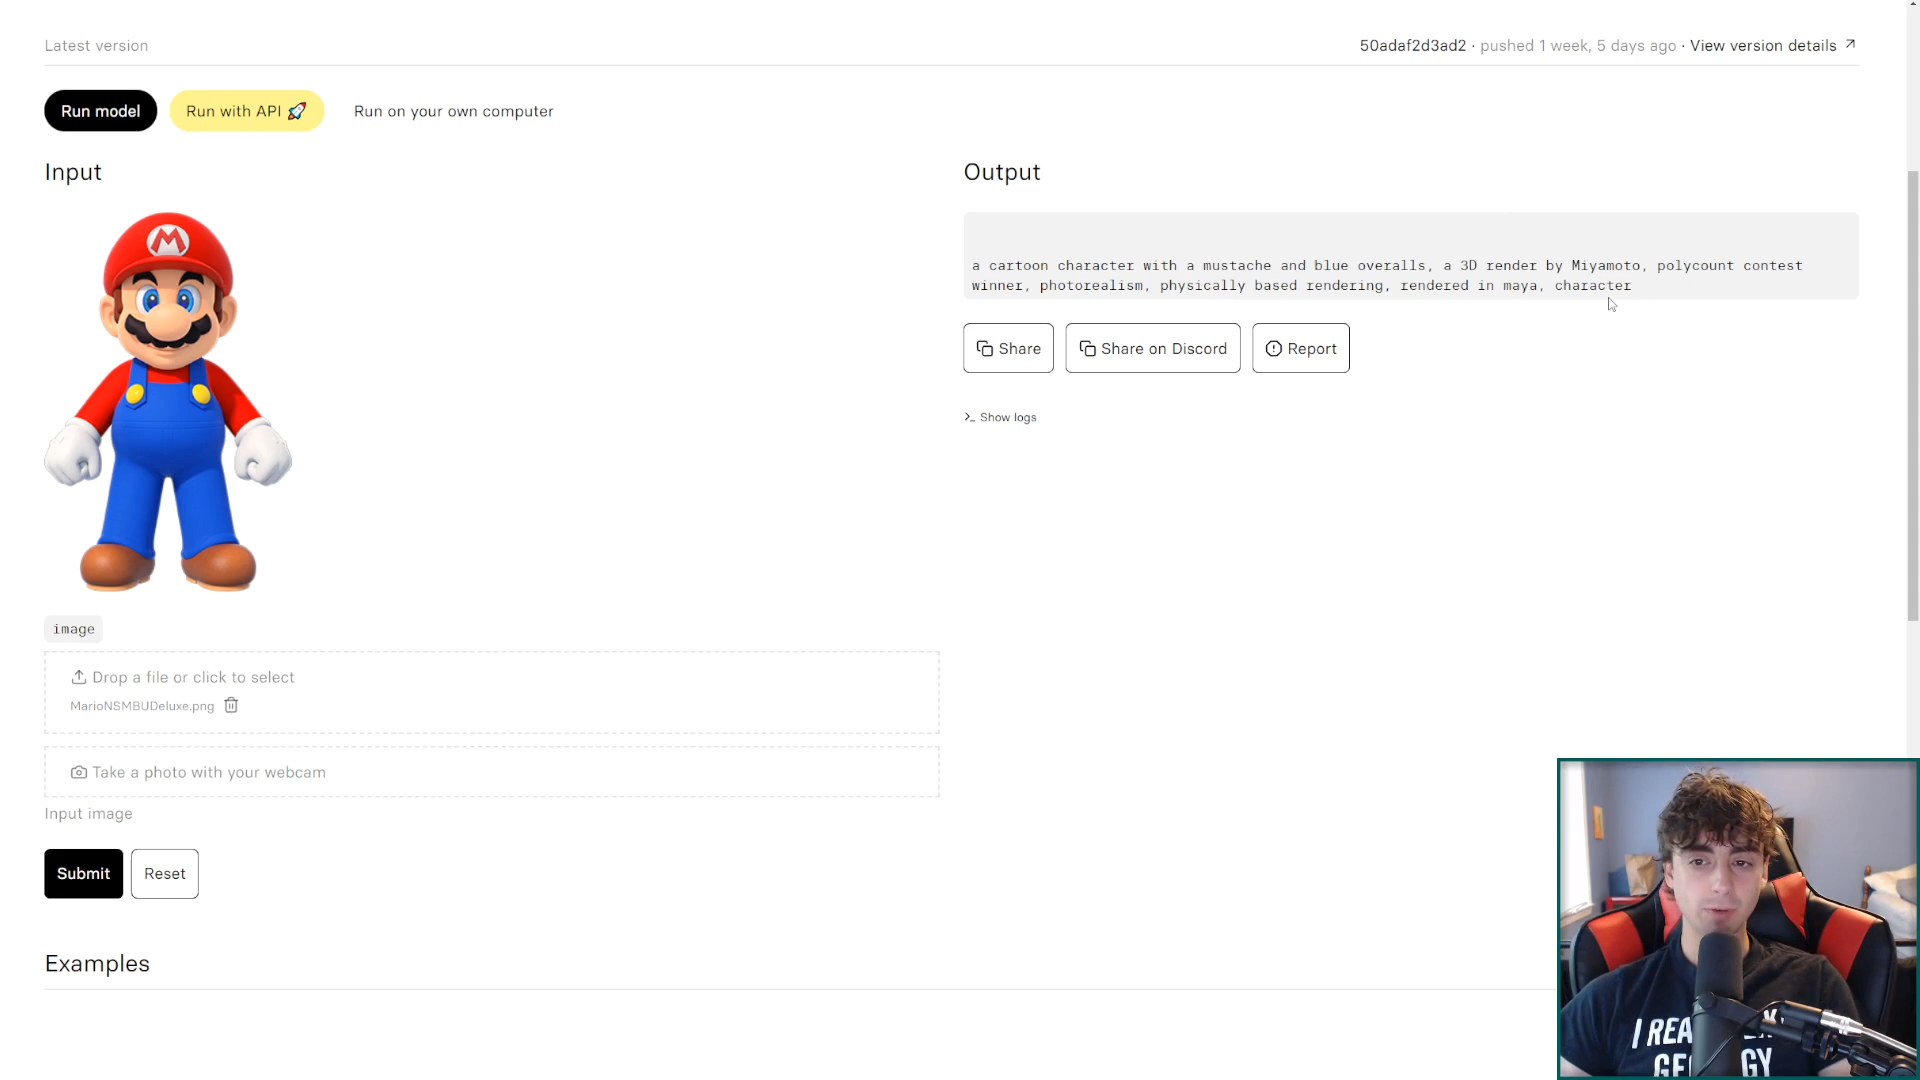 Latest version
50adaf2d3ad2 · pushed 1 week, 5 days ago · View version details
Run model
Run with API
Run on your own computer
Input
Output
M
a cartoon character with a mustache and blue overalls, a 3D render by Miyamoto, polycount contest
winner, photorealism, physically based rendering, rendered in maya, character
Share
Share on Discord
Report
>_ Show logs
image
Drop a file or click to select
MarioNSMBUDeluxe.png
Take a photo with your webcam
Input image
Submit
Reset
Examples
I